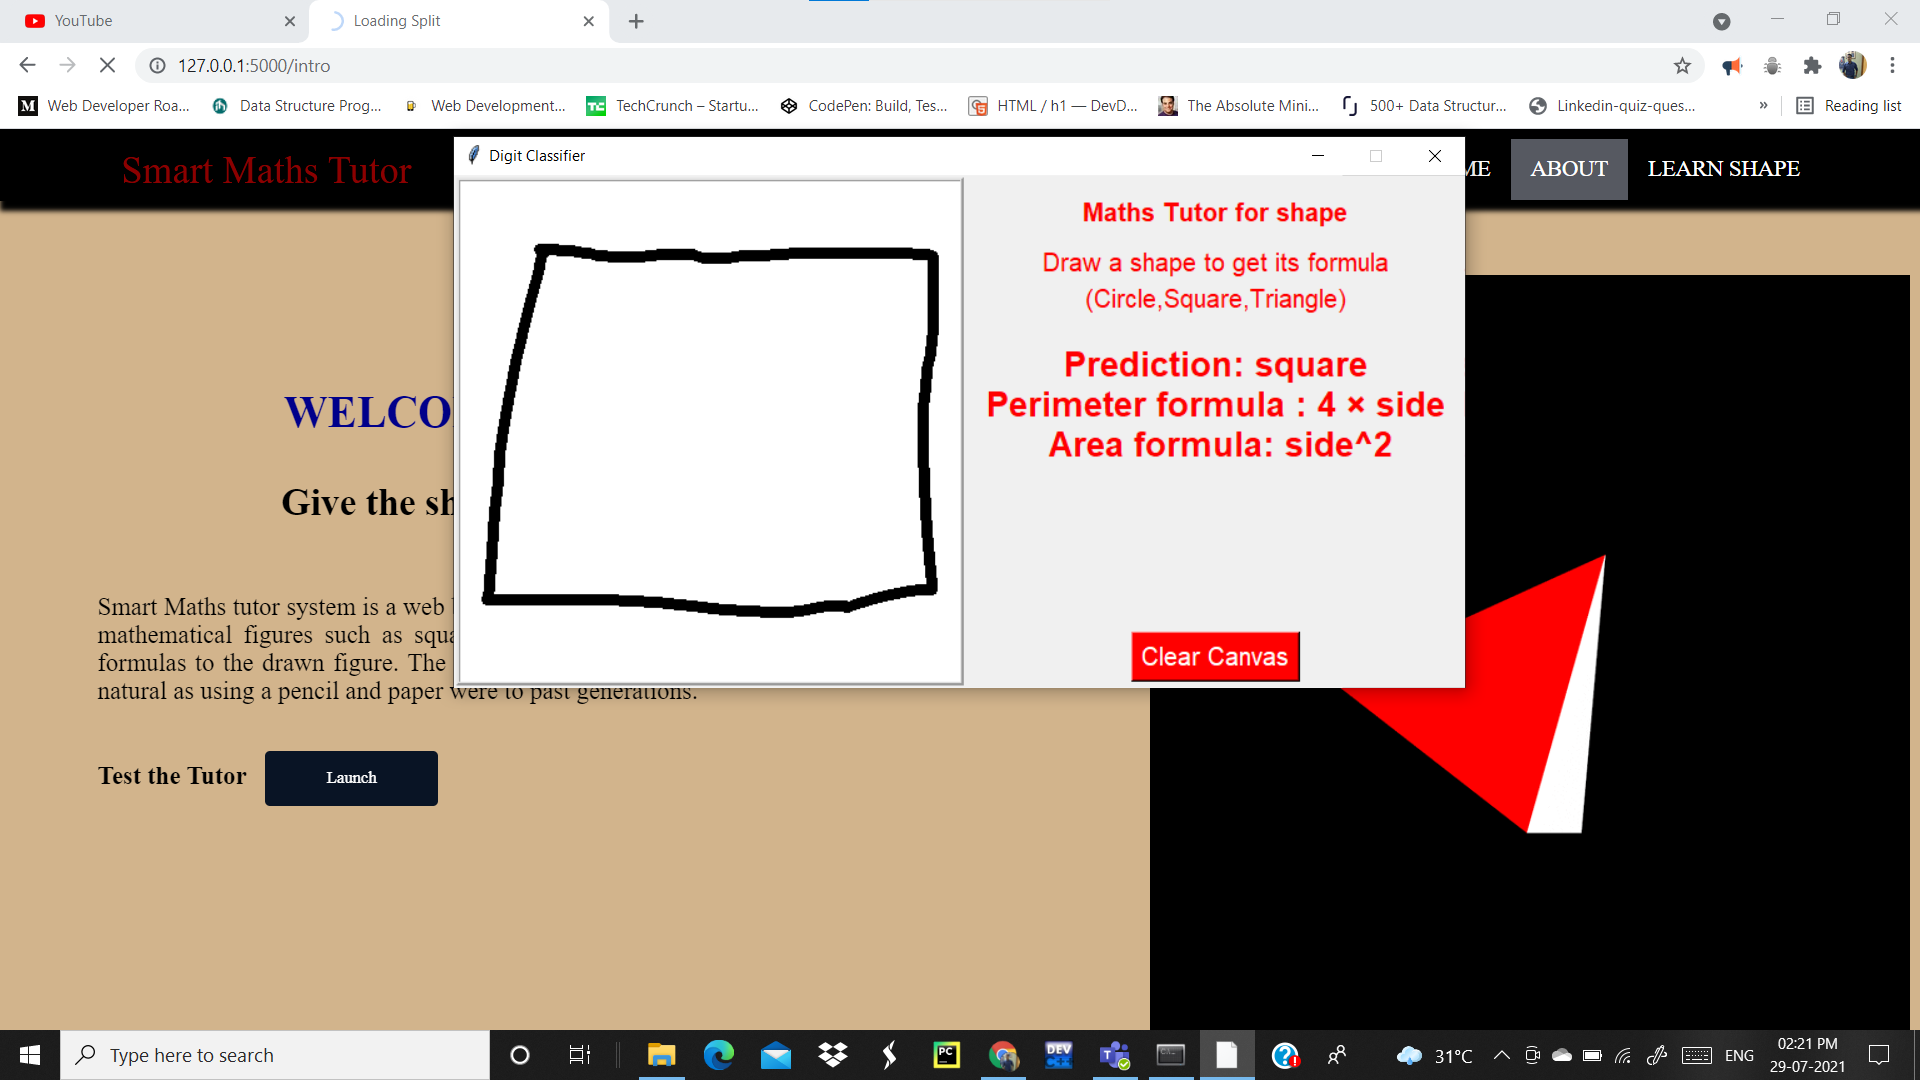 YouTube
Loading Split
127.0.0.1:5000/intro
Web Developer Roa...
Data Structure Prog...
Web Development...
TechCrunch – Startu...
CodePen: Build, Tes...
HTML / h1 — DevD...
The Absolute Mini...
500+ Data Structur...
Linkedin-quiz-ques...
»
Reading list
Smart Maths Tutor
ME
ABOUT
LEARN SHAPE
Digit Classifier
Maths Tutor for shape
Draw a shape to get its formula
(Circle,Square,Triangle)
Prediction: square
Perimeter formula : 4 × side
Area formula: side^2
Clear Canvas
WELCO
Give the sh
Smart Maths tutor system is a web
mathematical figures such as squa
formulas to the drawn figure. The
natural as using a pencil and paper were to past generations.
Test the Tutor
Launch
Type here to search
PC
DEV
31°C
ENG
02:21 PM
29-07-2021